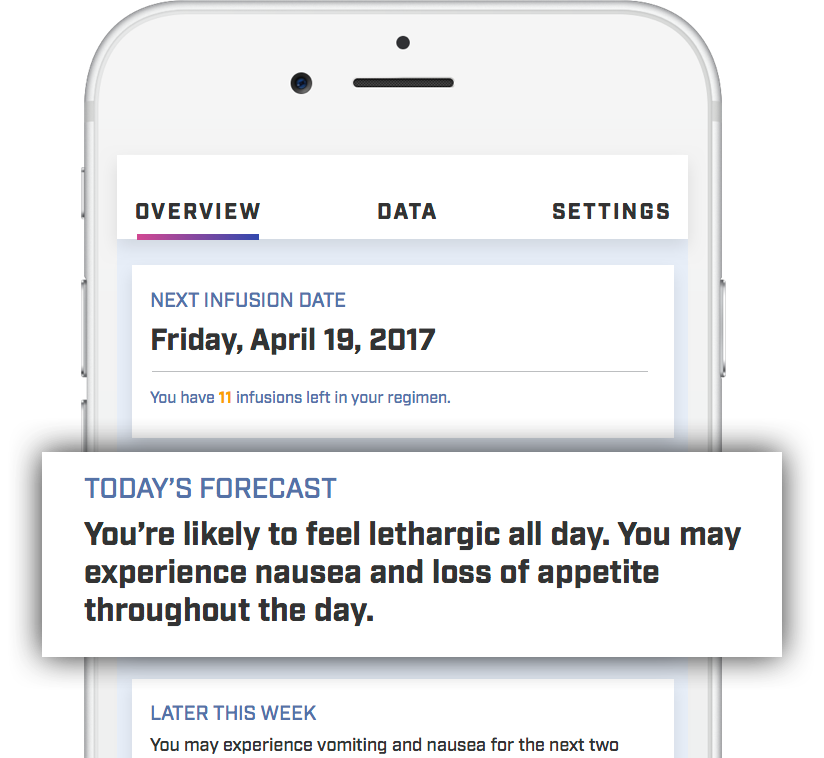 OVERVIEW DATA SETTINGS
NEXT INFUSION DATE
Friday, April 19, 2017
You have 11 infusions left in your regimen.
TODAY’S FORECAST
You’re likely to feel lethargic all day. You may
experience nausea and loss of appetite
throughout the day.
LATER THIS WEEK
You may experience vomiting and nausea for the next two